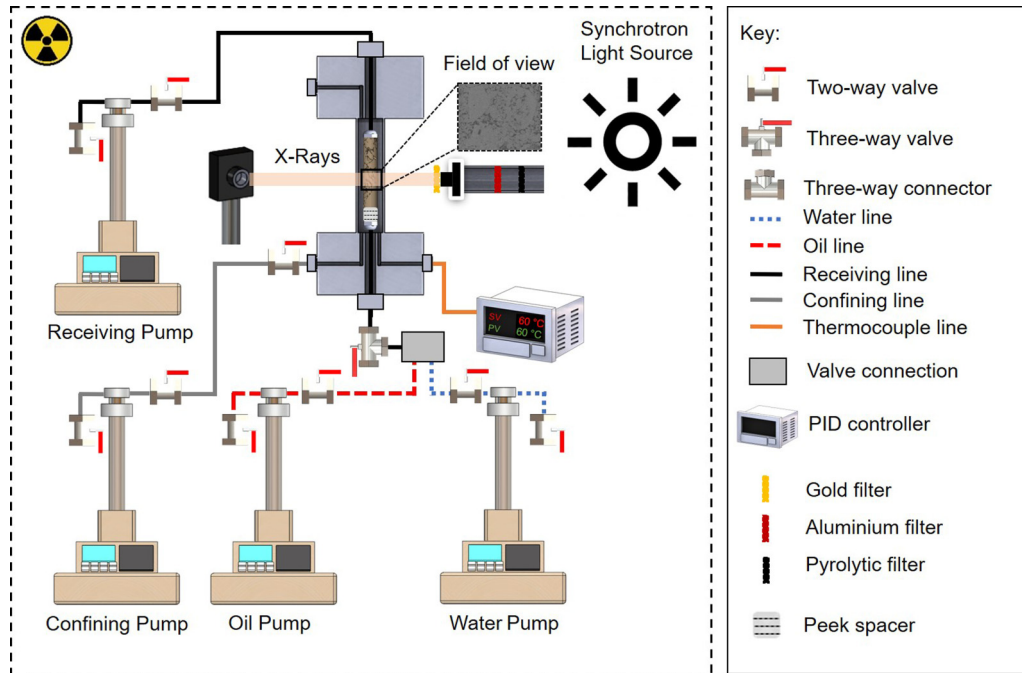 Synchrotron
Light Source
Field of view
X-Rays
Receiving Pump
SV 60 °C
PV 60 °C
Confining Pump
Oil Pump
Water Pump
Key:
Two-way valve
Three-way valve
Three-way connector
Water line
Oil line
Receiving line
Confining line
Thermocouple line
Valve connection
PID controller
Gold filter
Aluminium filter
Pyrolytic filter
Peek spacer